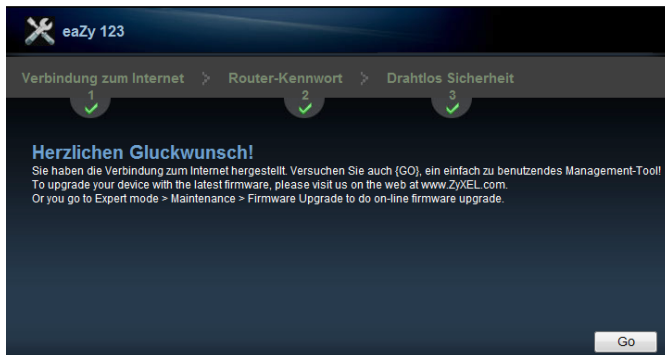 eaZy 123
Verbindung zum Internet > Router-Kennwort > Drahtlos Sicherheit
1 2 3
Herzlichen Gluckwunsch!
Sie haben die Verbindung zum Internet hergestellt. Versuchen Sie auch {GO}, ein einfach zu benutzendes Management-Tool!
To upgrade your device with the latest firmware, please visit us on the web at www.ZyXEL.com.
Or you go to Expert mode > Maintenance > Firmware Upgrade to do on-line firmware upgrade.
Go